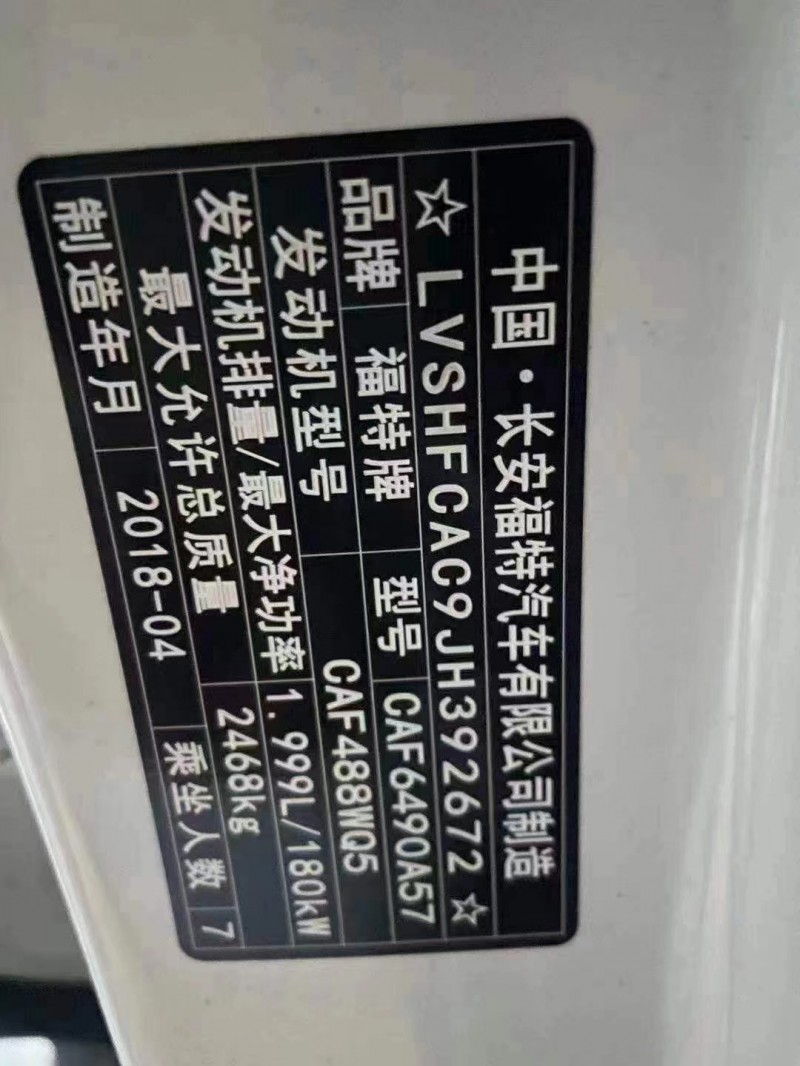 中国·长安福特汽车有限公司制造
☆LVSHFCAC9JH392672☆
品牌 福特牌 型号 CAF6490A57
发动机型号 CAF488WQ5
发动机排量/最大净功率 1.999L/180kW
最大允许总质量 2468kg
制造年月 2018-04 乘坐人数 7